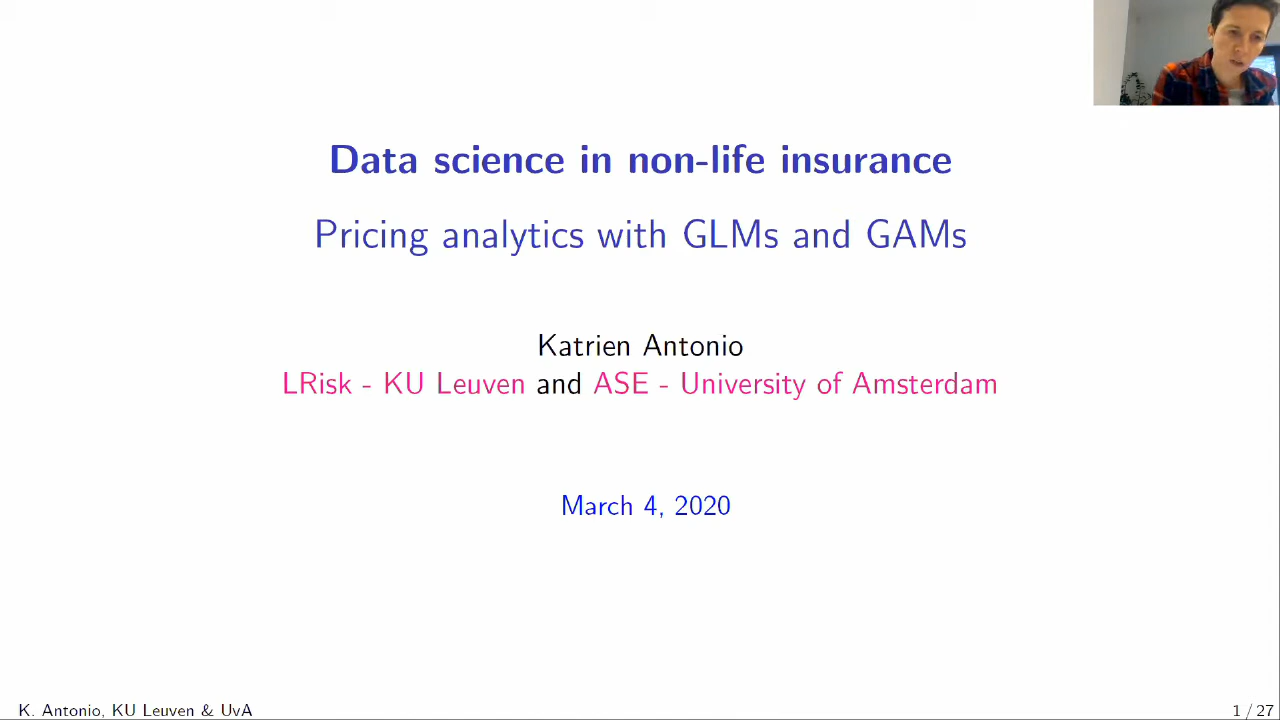 Data science in non-life insurance
Pricing analytics with GLMs and GAMs
Katrien Antonio
LRisk - KU Leuven and ASE - University of Amsterdam
March 4, 2020
K. Antonio, KU Leuven & UvA
1 / 27